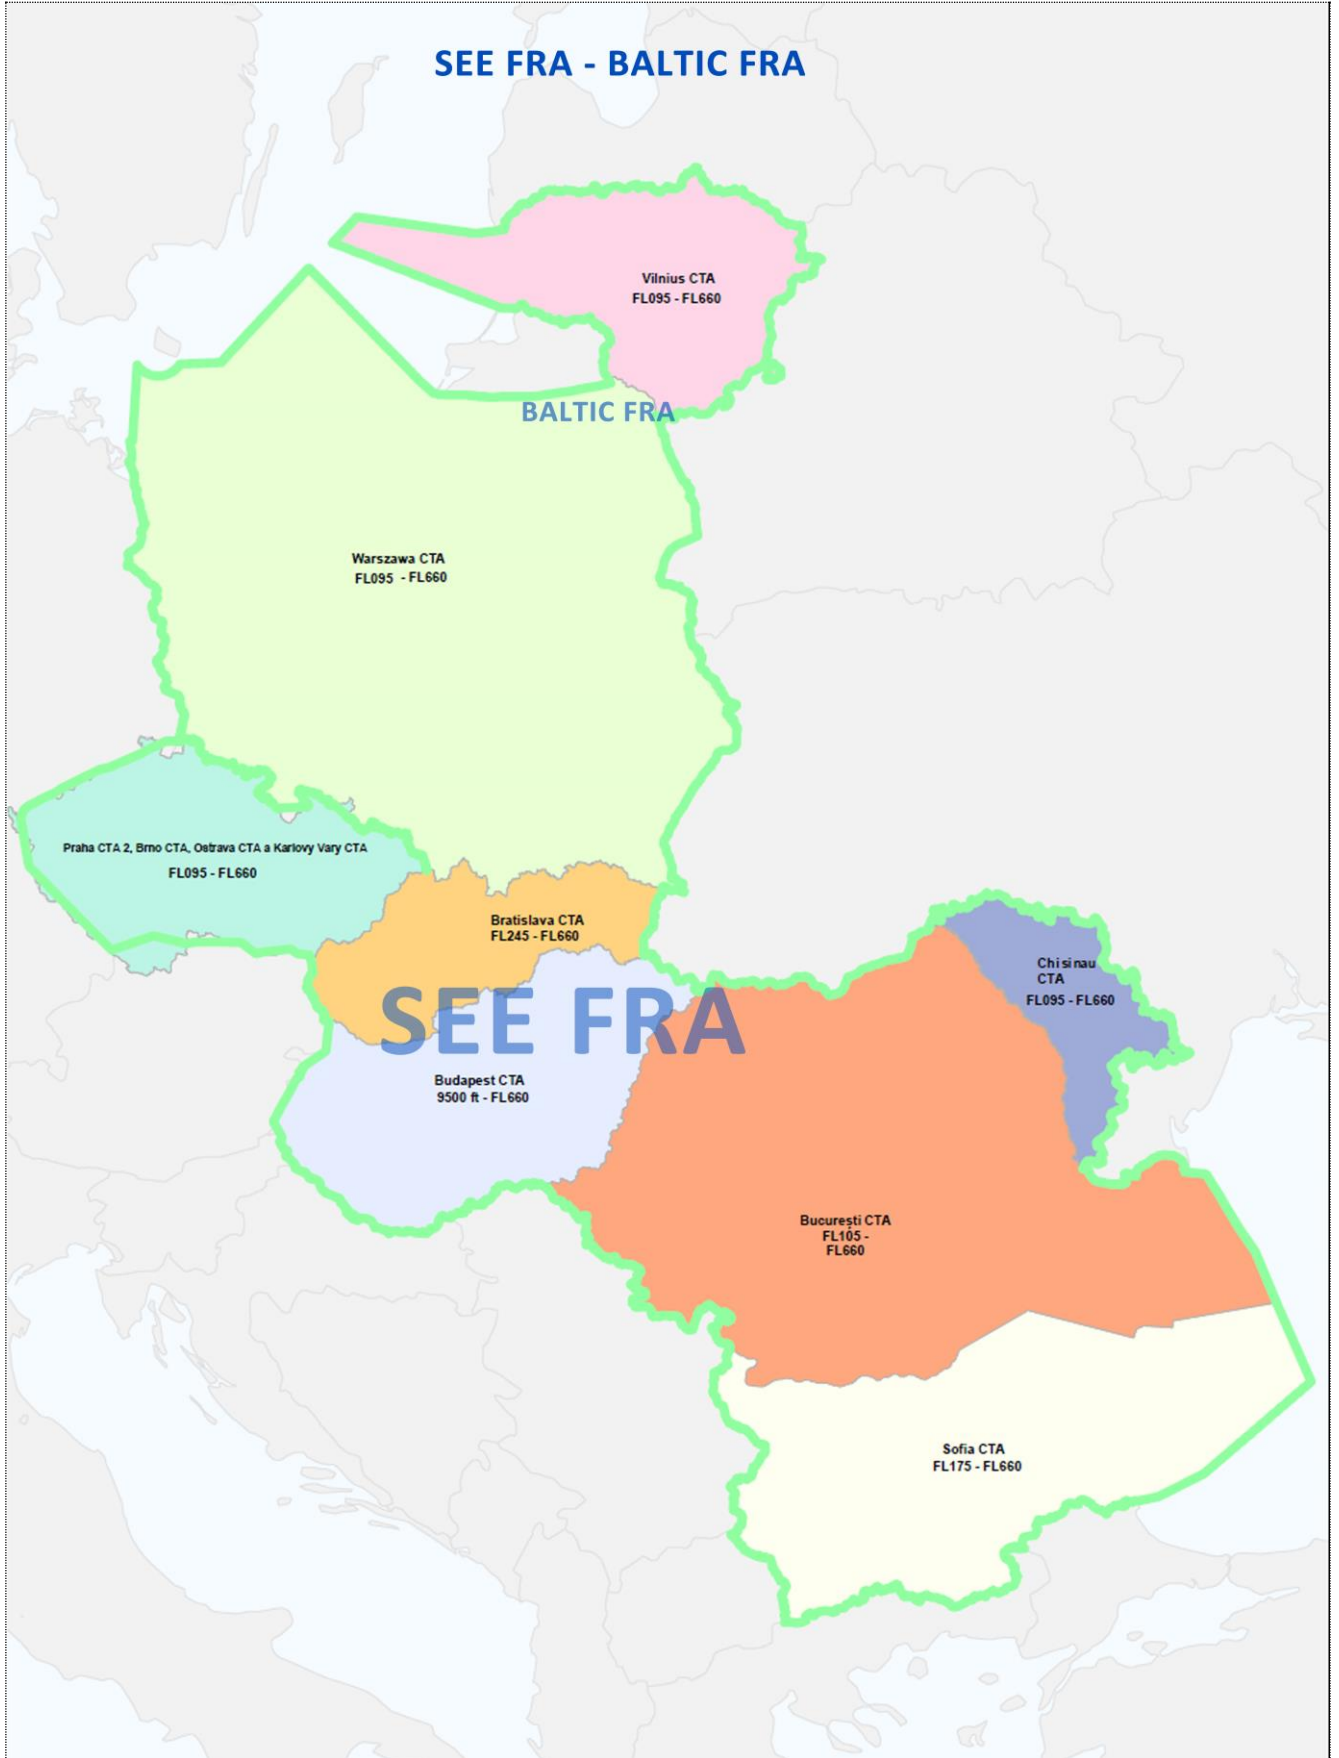 SEE FRA - BALTIC FRA
Vilnius CTA
FL095 - FL660
BALTIC FRA
Warszawa CTA
FL095 - FL660
Praha CTA 2, Brno CTA, Ostrava CTA a Karlovy Vary CTA
FL095 - FL660
Bratislava CTA
FL245 - FL660
Chisinau
CTA
FL095 - FL660
SEE FRA
Budapest CTA
9500 ft - FL660
București CTA
FL105 -
FL660
Sofia CTA
FL175 - FL660